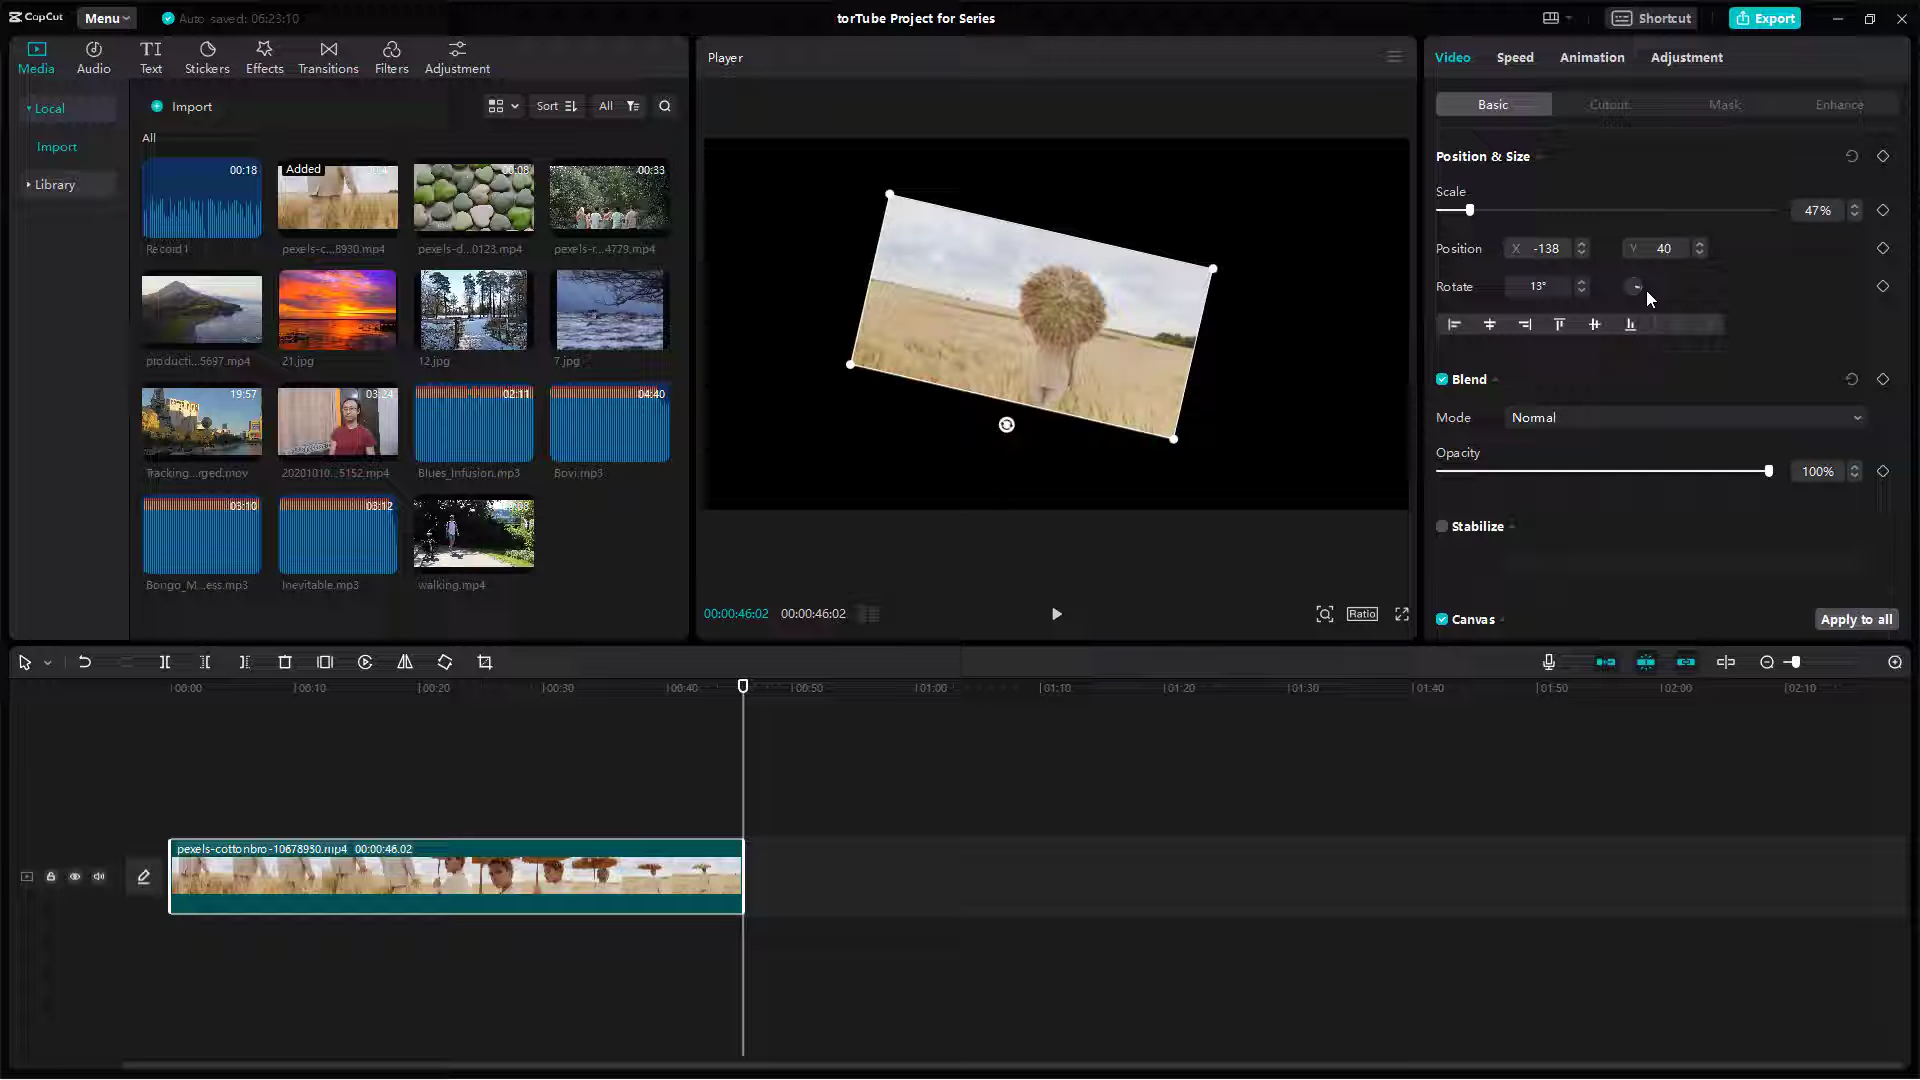 CapCut
Menu
Auto saved: 06:23:10
torTube Project for Series
Shortcut
Export
Media
Audio
TI
Text
Stickers
Effects
Transitions
Filters
Adjustment
Local
Import
Library
Import
Sort
All
All
00:18
Record1
Added
pexels-c...8930.mp4
00:08
pexels-d...0123.mp4
00:33
pexels-r...4779.mp4
producti...5697.mp4
21.jpg
12.jpg
7.jpg
19:57
Tracking...rged.mov
03:24
20201010...5152.mp4
02:11
Blues_Infusion.mp3
04:40
Bovi.mp3
03:10
Bongo_M...ess.mp3
03:12
Inevitable.mp3
walking.mp4
Player
00:00:46:02
00:00:46:02
Ratio
Video
Speed
Animation
Adjustment
Basic
Cutout
Mask
Enhance
Position & Size
Scale
47%
Position
X -138
Y 40
Rotate
13°
Blend
Mode
Normal
Opacity
100%
Stabilize
Canvas
Apply to all
00:00
00:10
00:20
00:30
00:40
00:50
01:00
01:10
01:20
01:30
01:40
01:50
02:00
02:10
pexels-cottonbro-10678930.mp4 00:00:46:02